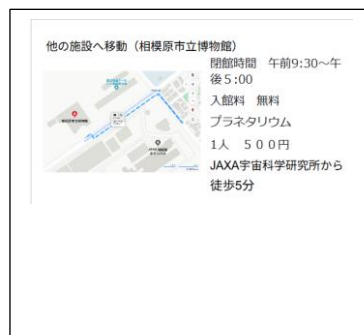 他の施設へ移動（相模原市立博物館）
閉館時間　午前9:30～午
後５:00
入館料　無料
プラネタリウム
1人　５００円
JAXA宇宙科学研究所から
徒歩5分